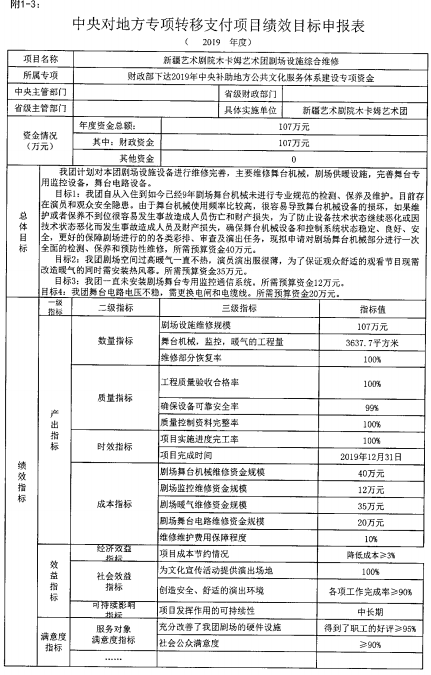 附1-3：
中央对地方专项转移支付项目绩效目标申报表
（ 2019 年度）
项目名称 新疆艺术剧院木卡姆艺术团剧场设施综合维修
所属专项 财政部下达2019年中央补助地方公共文化服务体系建设专项资金
中央主管部门 省级财政部门
省级主管部门 具体实施单位 新疆艺术剧院木卡姆艺术团
资金情况（万元） 年度资金总额： 107万元
其中：财政资金 107万元
其他资金 0
总体目标
我团计划对本团剧场设施设备进行维修完善，主要维修舞台机械，剧场供暖设施，完善舞台专
用监控设备，舞台电路设备。
目标1：我团自从入住到如今已经9年剧场舞台机械未进行专业规范的检测、保养及维护。目前存
在演员和观众安全隐患。由于舞台机械使用频率比较高，很容易导致舞台机械设备的损坏，如果维
护或者保养不到位很容易发生事故造成人员伤亡和财产损失，为了防止设备技术状态继续恶化或因
技术状态恶化而发生事故造成人员及财产损失，确保舞台机械设备和控制系统状态稳定、良好、安
全，更好的保障剧场进行的的各类彩排、审查及演出任务，现拟申请对剧场舞台机械部分进行一次
全面的检测、保养和预防性维修，所需预算资金40万元。
目标2：我团剧场空间过高暖气一直不热，演员演出服很薄，为了保证观众舒适的观看节目现需
改造暖气的同时需安装热风幕。所需预算资金35万元。
目标3：我团一直未安装剧场舞台专用监控通信系统。所需预算资金12万元。
目标4：我团舞台电路电压不稳，需更换电闸和电缆线。所需预算资金20万元。
绩效指标
一级指标 二级指标 三级指标 指标值
产出指标
数量指标 剧场设施维修规模 107万元
舞台机械，监控，暖气的工程量 3637.7平方米
维修部分恢复率 100%
质量指标 工程质量验收合格率 100%
确保设备可靠安全率 99%
质量控制资料完整率 100%
时效指标 项目实施进度完工率 100%
项目完成时间 2019年12月31日
成本指标 剧场舞台机械维修资金规模 40万元
剧场监控维修资金规模 12万元
剧场暖气维修资金规模 35万元
剧场舞台电路维修资金规模 20万元
维修维护费用保障程度 10%
效益指标
经济效益指标 项目成本节约情况 降低成本≥3%
社会效益指标 为文化宣传活动提供演出场地 100%
创造安全、舒适的演出环境 各项工作完成率≥90%
可持续影响指标 项目发挥作用的可持续性 中长期
满意度指标
服务对象满意度指标 充分改善了我团剧场的硬件设施 得到了职工的好评≥95%
社会公众满意度 ≥90%
……